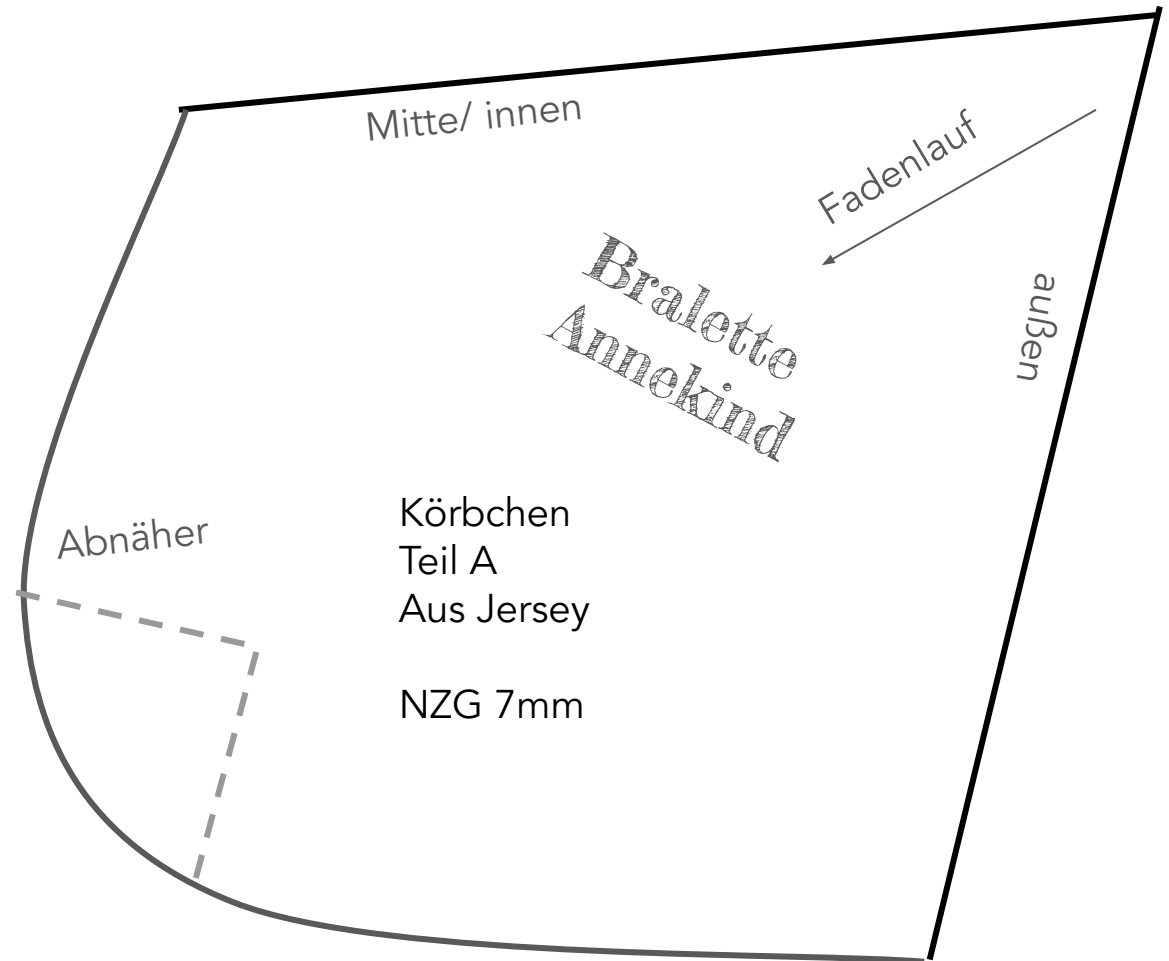 Mitte/ innen
Fadenlauf
außen
Bralette
Annekind
Abnäher
Körbchen
Teil A
Aus Jersey
NZG 7mm